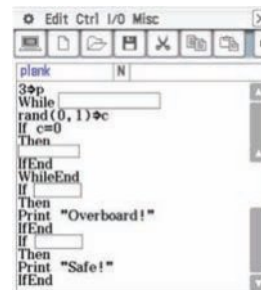 Edit Ctrl I/O Misc
plank N
3⇒p
While
rand(0,1)⇒c
If c=0
Then
IfEnd
WhileEnd
If
Then
Print "Overboard!"
IfEnd
If
Then
Print "Safe!"
IfEnd